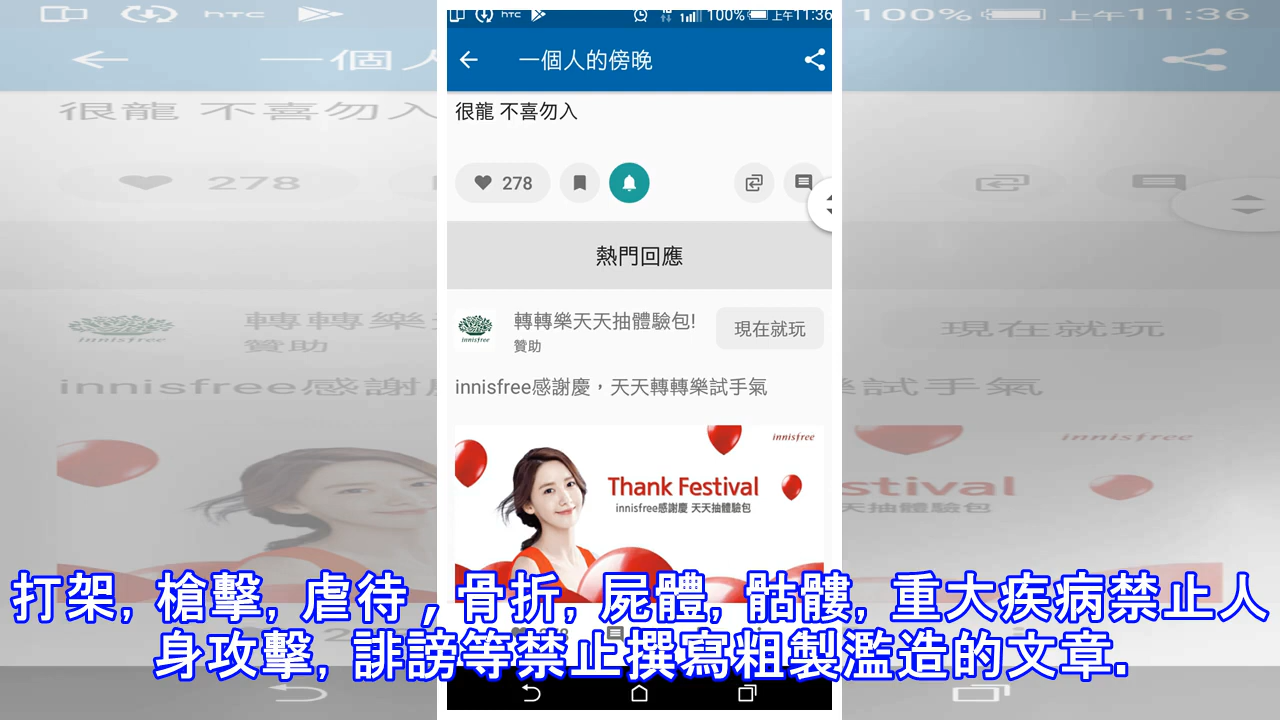 htc 100% 上午11:36
一個人的傍晚
很龍 不喜勿入
278
熱門回應
轉轉樂天天抽體驗包!
贊助
現在就玩
innisfree
innisfree感謝慶，天天轉轉樂試手氣
innisfree
Thank Festival
innisfree感謝慶 天天抽體驗包
打架, 槍擊, 虐待 , 骨折, 屍體, 骷髏, 重大疾病禁止人
身攻擊, 誹謗等禁止撰寫粗製濫造的文章.